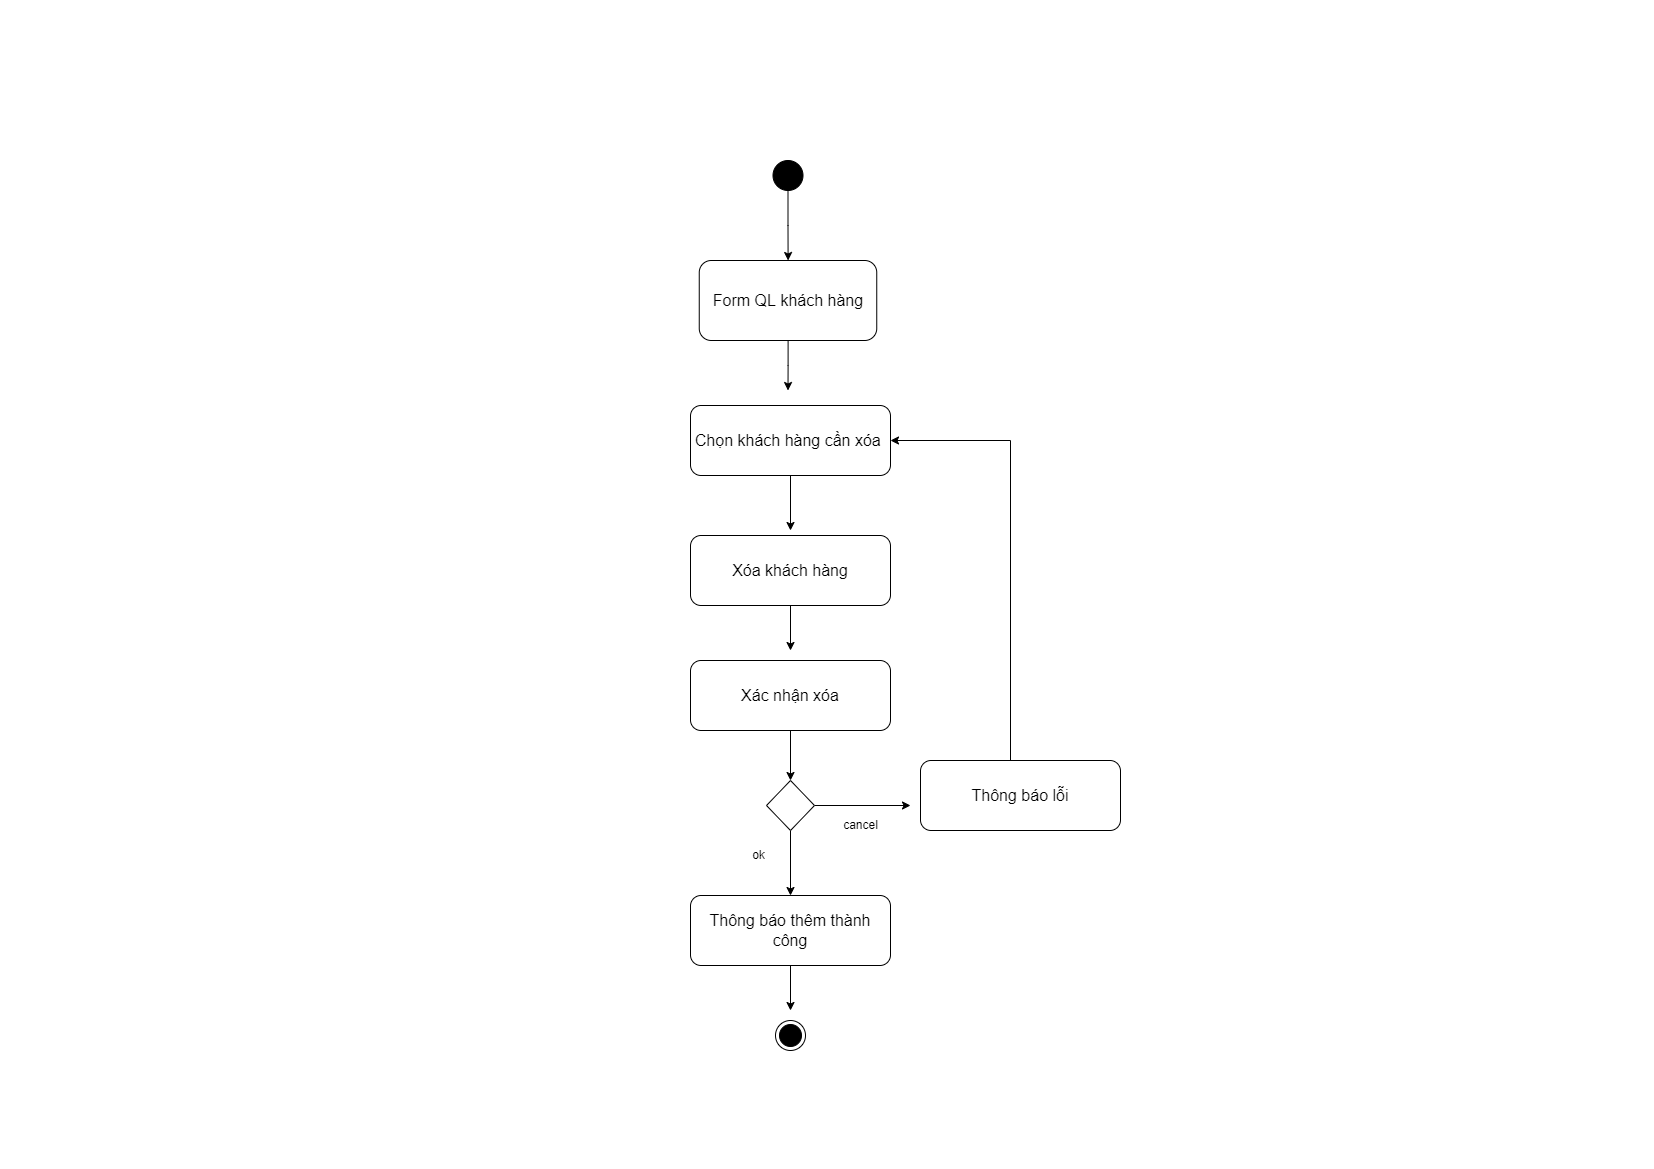 Form QL khách hàng
Chọn khách hàng cần xóa
Xóa khách hàng
Xác nhận xóa
Thông báo lỗi
cancel
ok
Thông báo thêm thành
công